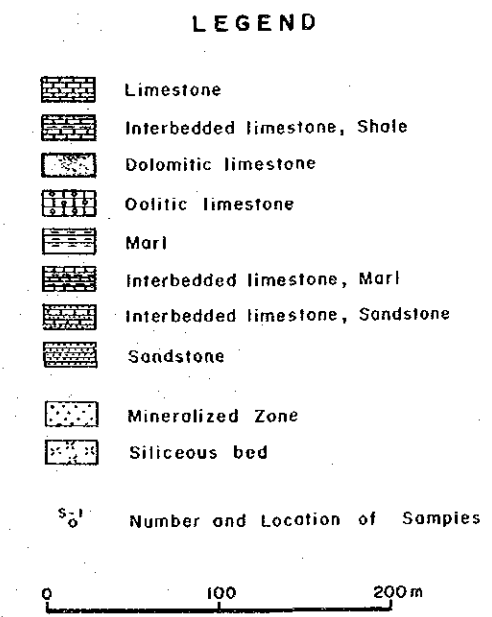 LEGEND
Limestone
Interbedded limestone, Shale
Dolomitic limestone
Oolitic limestone
Marl
Interbedded limestone, Marl
Interbedded limestone, Sandstone
Sandstone
Mineralized Zone
Siliceous bed
S-1 Number and Location of Samples
0 100 200m